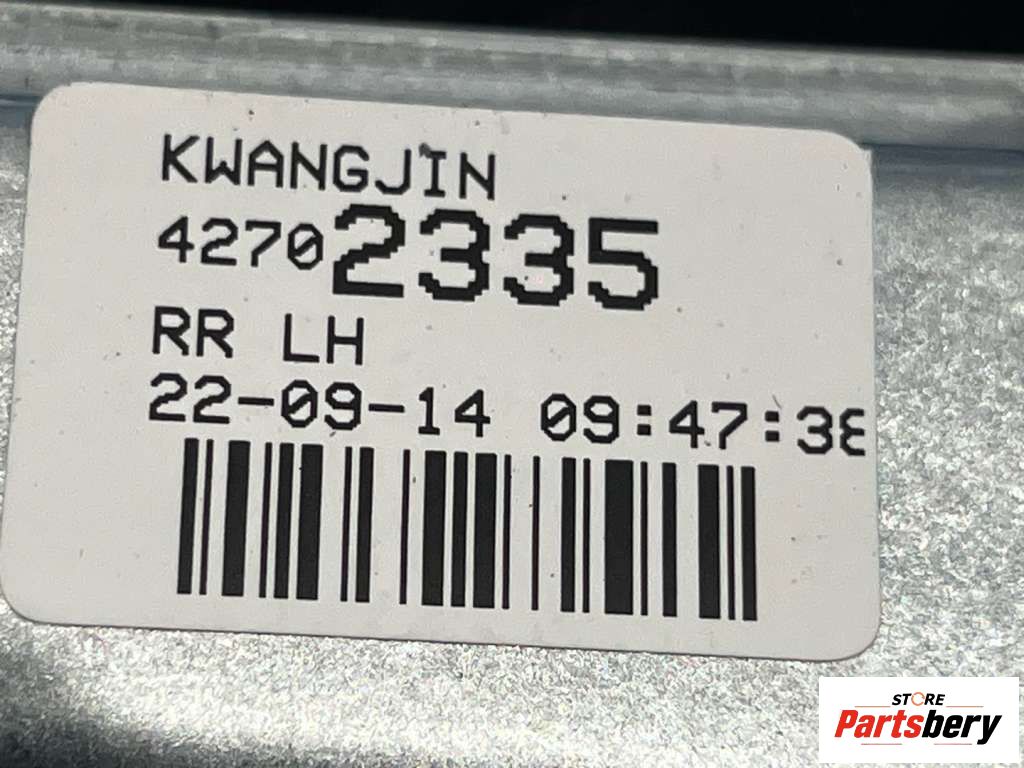 KWANGJIN
42702335
RR LH
22-09-14 09:47:38
STORE
Partsbery